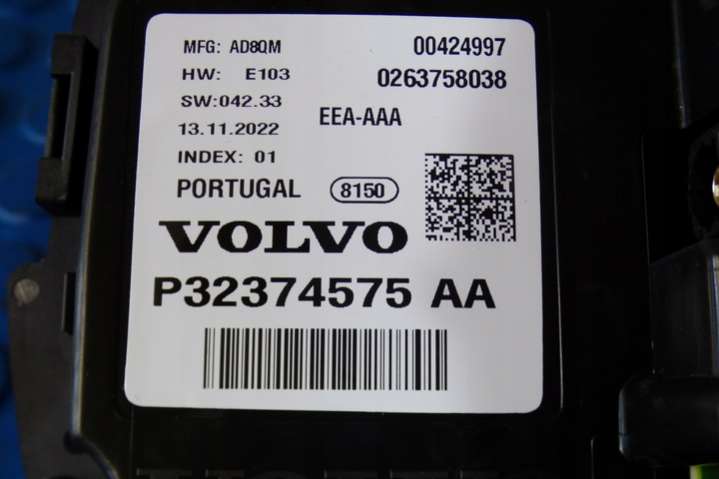 MFG: AD8QM 00424997
HW: E103 0263758038
SW:042.33
EEA-AAA
13.11.2022
INDEX: 01
PORTUGAL 8150
VOLVO
P32374575 AA